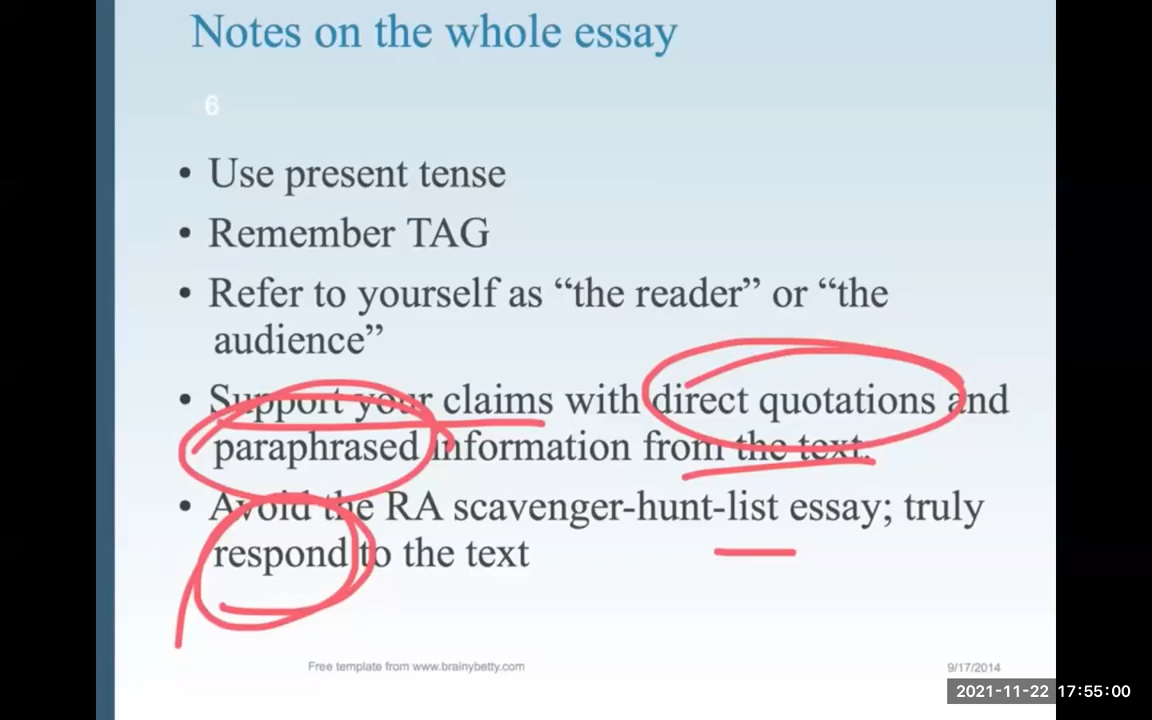 Notes on the whole essay
6
• Use present tense
• Remember TAG
• Refer to yourself as “the reader” or “the
audience”
• Support your claims with direct quotations and
paraphrased information from the text.
• Avoid the RA scavenger-hunt-list essay; truly
respond to the text
Free template from www.brainybetty.com
9/17/2014
2021-11-22 17:55:00